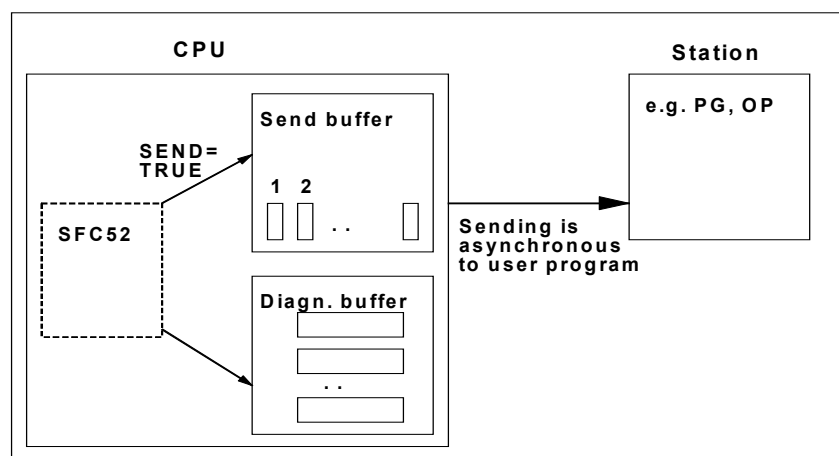 CPU
Station
Send buffer
e.g. PG, OP
SEND=
TRUE
1 2
. .
SFC52
Sending is
asynchronous
to user program
Diagn. buffer
. .